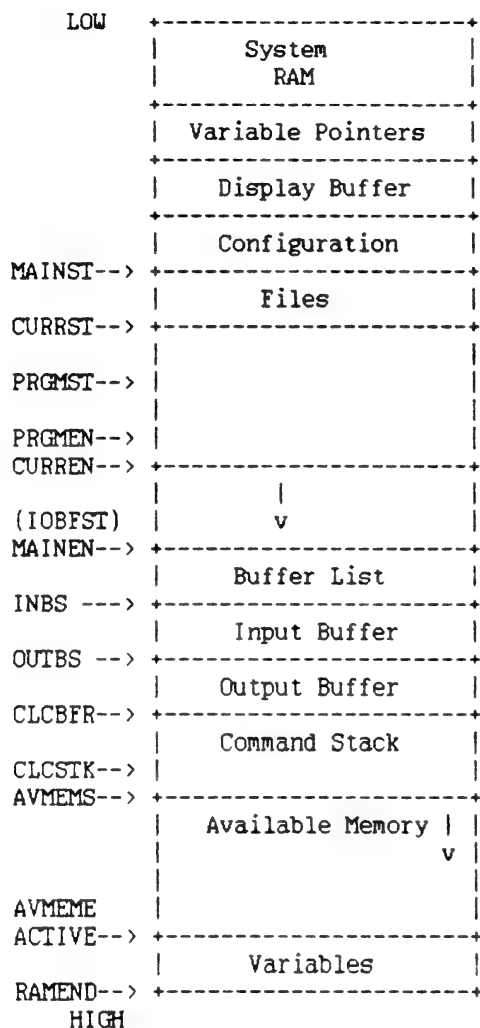 LOW +-----------------------+
| System |
| RAM |
+-----------------------+
| Variable Pointers |
+-----------------------+
| Display Buffer |
+-----------------------+
| Configuration |
MAINST--> +-----------------------+
| Files |
CURRST--> +-----------------------+
| |
PRGMST--> | |
| |
PRGMEN--> | |
CURREN--> +-----------------------+
| | |
(IOBFST) | v |
MAINEN--> +-----------------------+
| Buffer List |
INBS ---> +-----------------------+
| Input Buffer |
OUTBS --> +-----------------------+
| Output Buffer |
CLCBFR--> +-----------------------+
| Command Stack |
CLCSTK--> | |
AVMEMS--> +-----------------------+
| Available Memory | |
| v |
| |
AVMEME | |
ACTIVE--> +-----------------------+
| Variables |
RAMEND--> +-----------------------+
HIGH